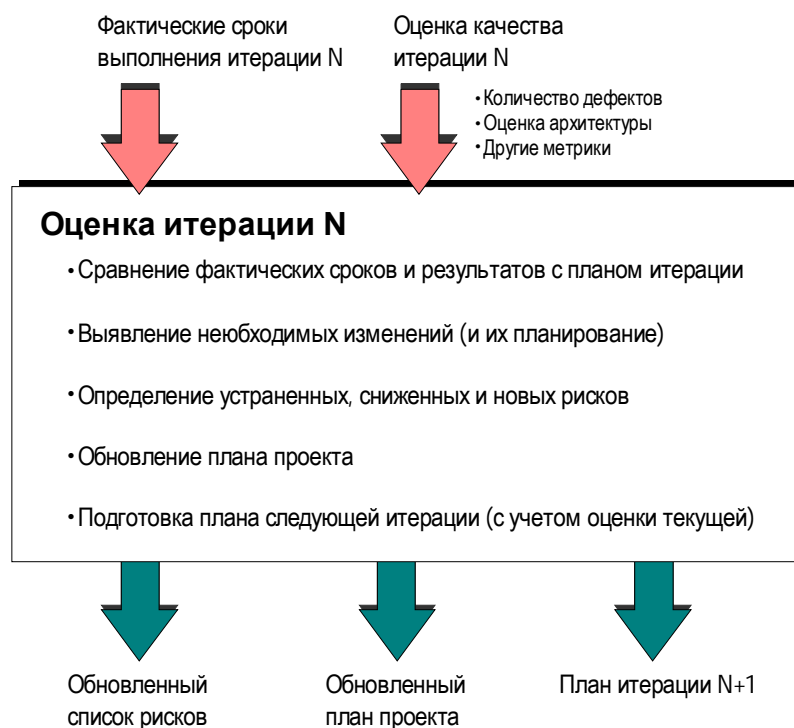 Фактические сроки
выполнения итерации N
Оценка качества
итерации N
• Количество дефектов
• Оценка архитектуры
• Другие метрики
Оценка итерации N
• Сравнение фактических сроков и результатов с планом итерации
• Выявление необходимых изменений (и их планирование)
• Определение устраненных, сниженных и новых рисков
• Обновление плана проекта
• Подготовка плана следующей итерации (с учетом оценки текущей)
Обновленный
список рисков
Обновленный
план проекта
План итерации N+1